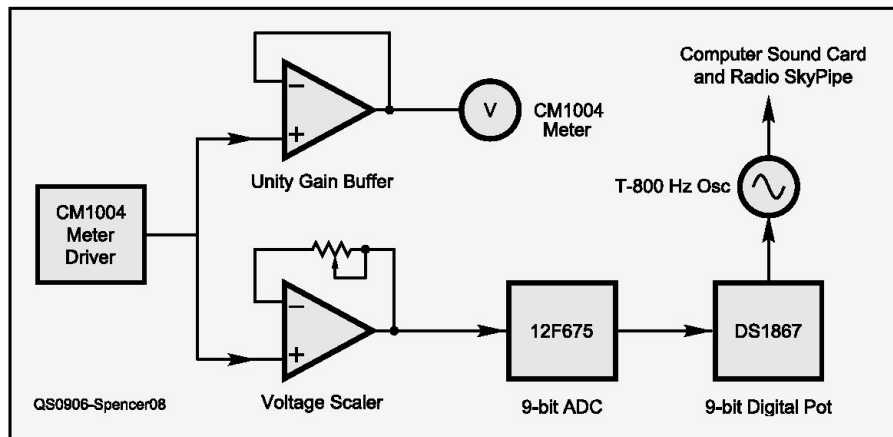 Computer Sound Card
and Radio SkyPipe
−
+
V
CM1004
Meter
Unity Gain Buffer
T-800 Hz Osc
CM1004
Meter
Driver
−
+
12F675
DS1867
QS0906-Spencer08
Voltage Scaler
9-bit ADC
9-bit Digital Pot